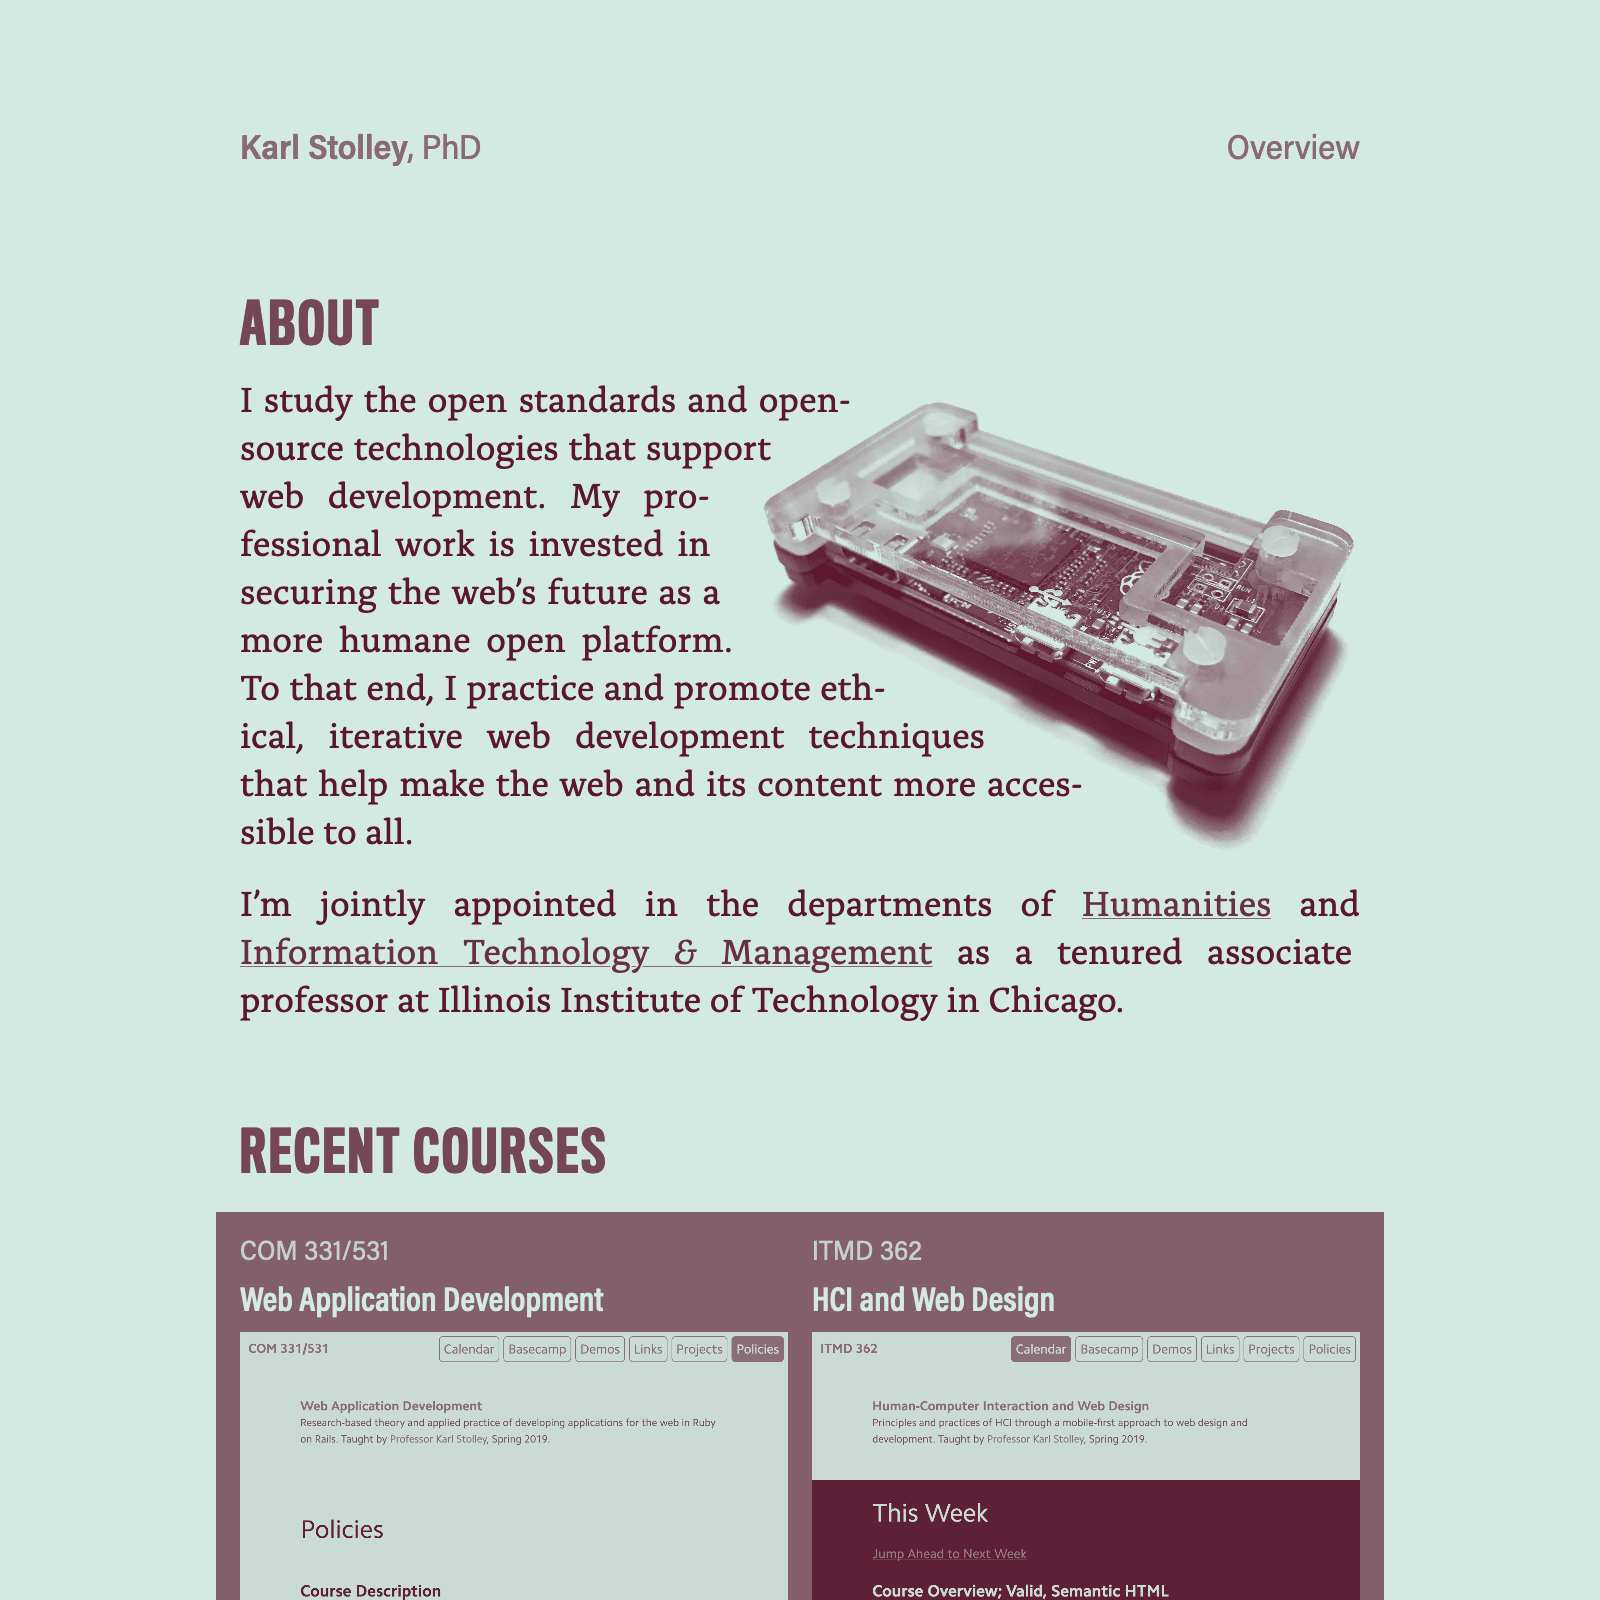 Karl Stolley, PhD
Overview
ABOUT
I study the open standards and open-
source technologies that support
web development. My pro-
fessional work is invested in
securing the web’s future as a
more humane open platform.
To that end, I practice and promote eth-
ical, iterative web development techniques
that help make the web and its content more acces-
sible to all.
I’m jointly appointed in the departments of Humanities and
Information Technology & Management as a tenured associate
professor at Illinois Institute of Technology in Chicago.
RECENT COURSES
COM 331/531
Web Application Development
COM 331/531 Calendar Basecamp Demos Links Projects Policies
Web Application Development
Research-based theory and applied practice of developing applications for the web in Ruby
on Rails. Taught by Professor Karl Stolley, Spring 2019.
Policies
Course Description
ITMD 362
HCI and Web Design
ITMD 362 Calendar Basecamp Demos Links Projects Policies
Human-Computer Interaction and Web Design
Principles and practices of HCI through a mobile-first approach to web design and
development. Taught by Professor Karl Stolley, Spring 2019.
This Week
Jump Ahead to Next Week
Course Overview; Valid, Semantic HTML